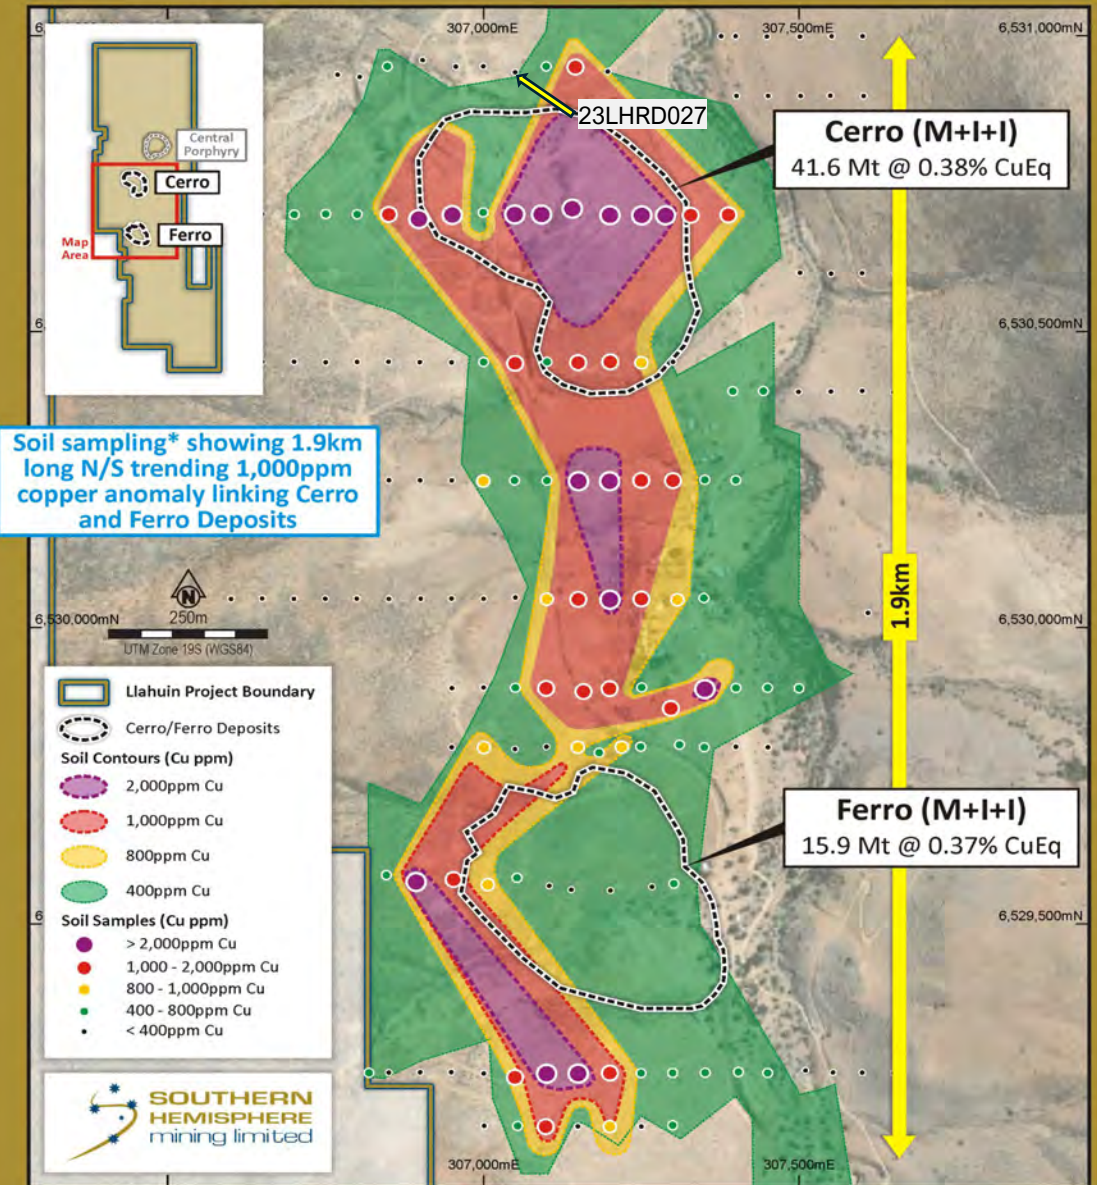 307,000mE
307,500mE
6,531,000mN
23LHRD027
Cerro (M+I+I)
41.6 Mt @ 0.38% CuEq
Central
Porphyry
Cerro
Ferro
Map
Area
6,530,500mN
Soil sampling* showing 1.9km
long N/S trending 1,000ppm
copper anomaly linking Cerro
and Ferro Deposits
1.9km
N
250m
UTM Zone 19S (WGS84)
6,530,000mN
6,530,000mN
Llahuin Project Boundary
Cerro/Ferro Deposits
Soil Contours (Cu ppm)
2,000ppm Cu
1,000ppm Cu
800ppm Cu
400ppm Cu
Soil Samples (Cu ppm)
> 2,000ppm Cu
1,000 - 2,000ppm Cu
800 - 1,000ppm Cu
400 - 800ppm Cu
< 400ppm Cu
Ferro (M+I+I)
15.9 Mt @ 0.37% CuEq
6,529,500mN
SOUTHERN
HEMISPHERE
mining limited
307,000mE
307,500mE